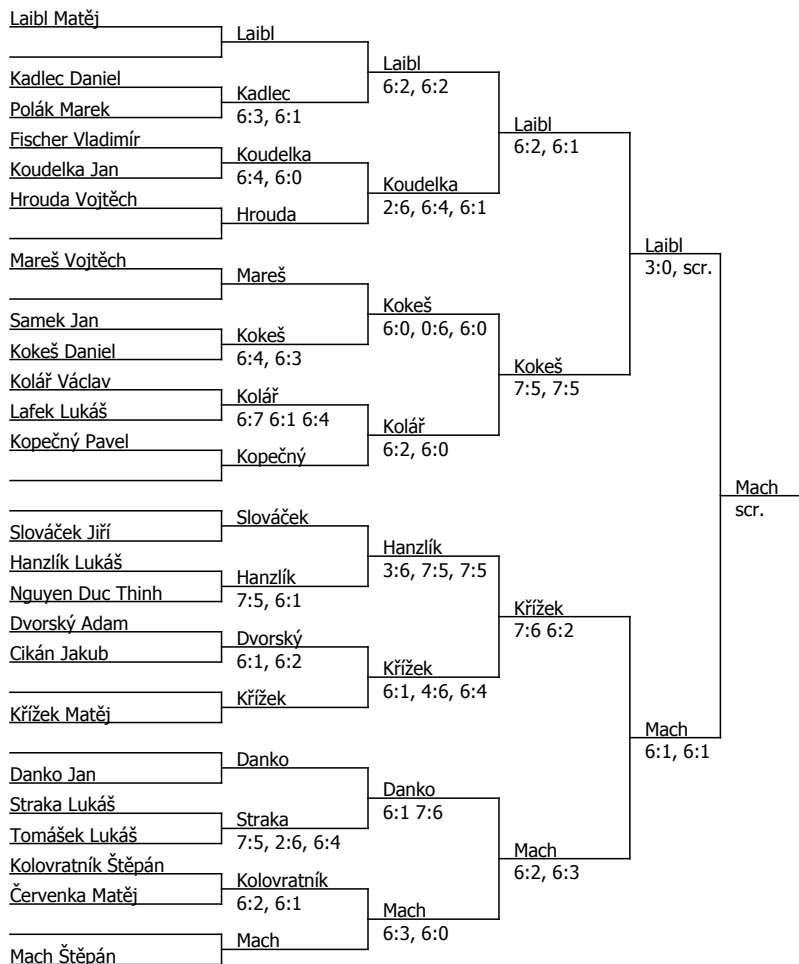 Laibl Matěj
Kadlec Daniel
Polák Marek
Fischer Vladimír
Koudelka Jan
Hrouda Vojtěch
Mareš Vojtěch
Samek Jan
Kokeš Daniel
Kolář Václav
Lafek Lukáš
Kopečný Pavel
Slováček Jiří
Hanzlík Lukáš
Nguyen Duc Thinh
Dvorský Adam
Cikán Jakub
Křížek Matěj
Danko Jan
Straka Lukáš
Tomášek Lukáš
Kolovratník Štěpán
Červenka Matěj
Mach Štěpán
Laibl
Kadlec
6:3, 6:1
Koudelka
6:4, 6:0
Hrouda
Mareš
Kokeš
6:4, 6:3
Kolář
6:7 6:1 6:4
Kopečný
Slováček
Hanzlík
7:5, 6:1
Dvorský
6:1, 6:2
Křížek
Danko
Straka
7:5, 2:6, 6:4
Kolovratník
6:2, 6:1
Mach
Laibl
6:2, 6:2
Koudelka
2:6, 6:4, 6:1
Kokeš
6:0, 0:6, 6:0
Kolář
6:2, 6:0
Hanzlík
3:6, 7:5, 7:5
Křížek
6:1, 4:6, 6:4
Danko
6:1 7:6
Mach
6:3, 6:0
Laibl
6:2, 6:1
Kokeš
7:5, 7:5
Křížek
7:6 6:2
Mach
6:2, 6:3
Laibl
3:0, scr.
Mach
6:1, 6:1
Mach
scr.